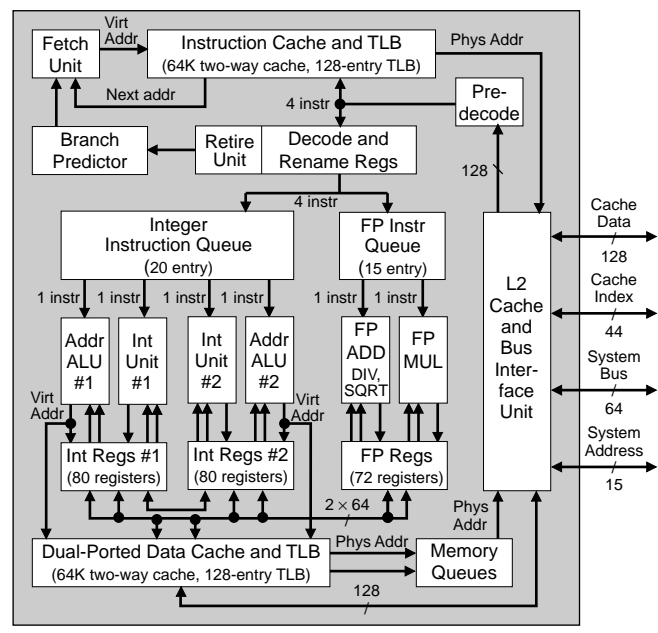 Fetch
Unit
Virt
Addr
Instruction Cache and TLB
(64K two-way cache, 128-entry TLB)
Phys Addr
Next addr
4 instr
Pre-
decode
Branch
Predictor
Retire
Unit
Decode and
Rename Regs
128
4 instr
Integer
Instruction Queue
(20 entry)
FP Instr
Queue
(15 entry)
1 instr
1 instr
1 instr
1 instr
1 instr
1 instr
Addr
ALU
#1
Int
Unit
#1
Int
Unit
#2
Addr
ALU
#2
FP
ADD
DIV,
SQRT
FP
MUL
L2
Cache
and
Bus
Inter-
face
Unit
Cache
Data
128
Cache
Index
44
System
Bus
64
System
Address
15
Virt
Addr
Virt
Addr
Int Regs #1
(80 registers)
Int Regs #2
(80 registers)
FP Regs
(72 registers)
2 × 64
Phys
Addr
Dual-Ported Data Cache and TLB
(64K two-way cache, 128-entry TLB)
Phys Addr
Memory
Queues
128